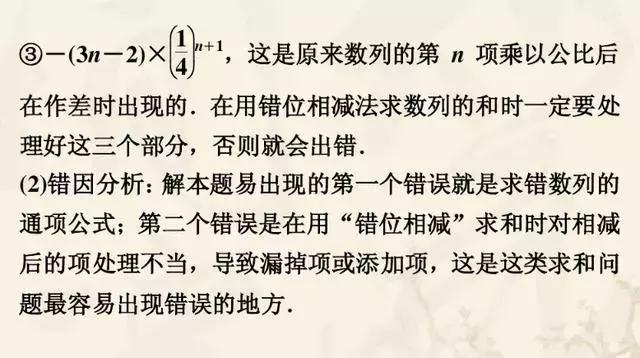 ③－(3n－2)×(1/4)^{n+1}，这是原来数列的第 n 项乘以公比后
在作差时出现的．在用错位相减法求数列的和时一定要处
理好这三个部分，否则就会出错．
(2)错因分析：解本题易出现的第一个错误就是求错数列的
通项公式；第二个错误是在用“错位相减”求和时对相减
后的项处理不当，导致漏掉项或添加项，这是这类求和问
题最容易出现错误的地方．